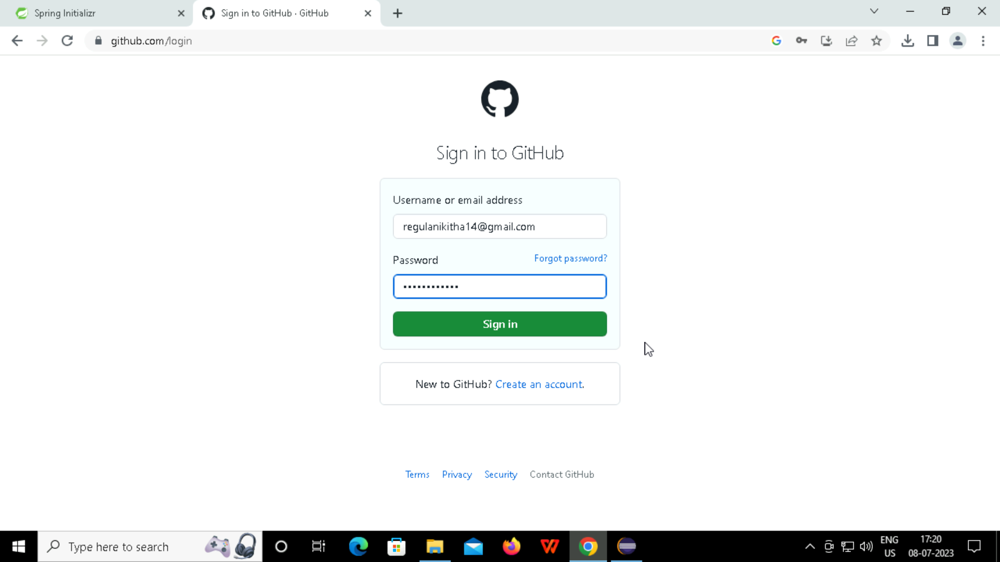 Spring Initializr
Sign in to GitHub · GitHub
github.com/login
Sign in to GitHub
Username or email address
regulanikitha14@gmail.com
Password
Forgot password?
••••••••••••
Sign in
New to GitHub? Create an account.
Terms Privacy Security Contact GitHub
Type here to search
ENG
US
17:20
08-07-2023